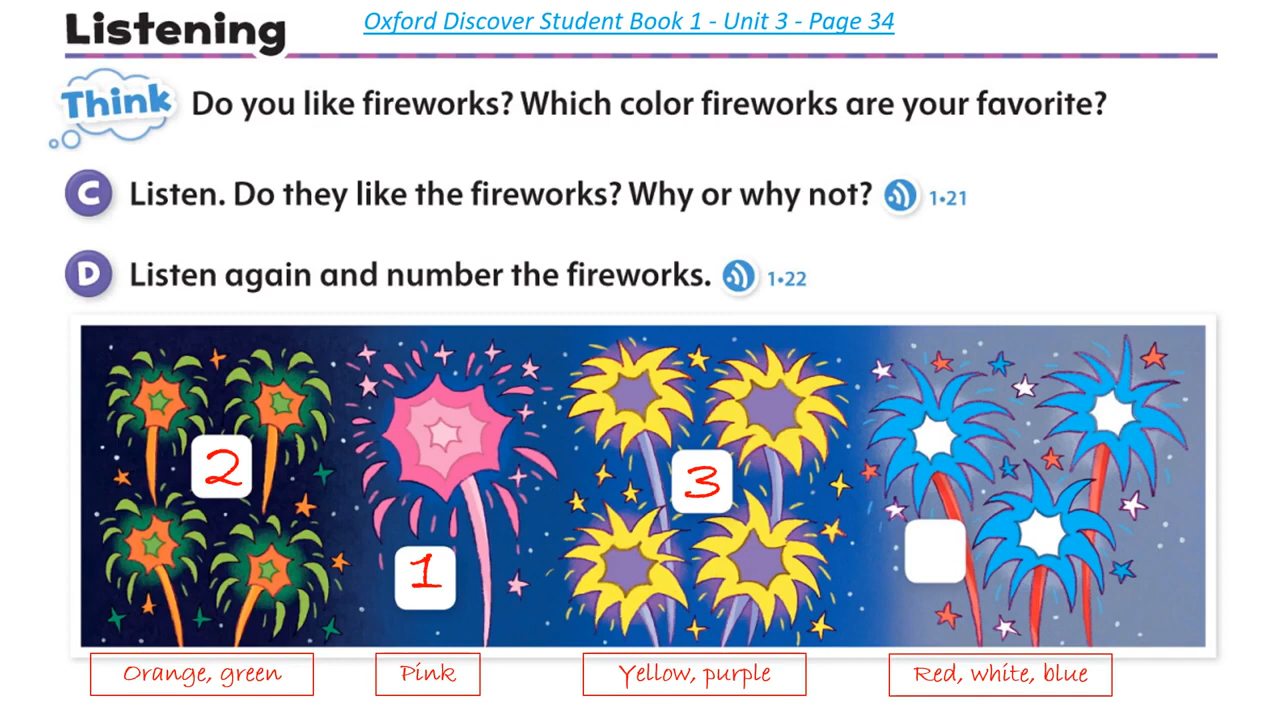 Listening
Oxford Discover Student Book 1 - Unit 3 - Page 34
Think Do you like fireworks? Which color fireworks are your favorite?
C Listen. Do they like the fireworks? Why or why not? 1•21
D Listen again and number the fireworks. 1•22
2
1
3
Orange, green
Pink
Yellow, purple
Red, white, blue